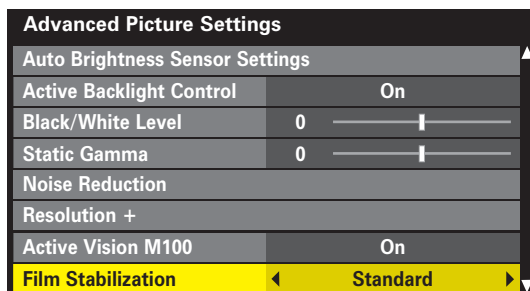 Advanced Picture Settings
Auto Brightness Sensor Settings
Active Backlight Control On
Black/White Level 0
Static Gamma 0
Noise Reduction
Resolution +
Active Vision M100 On
Film Stabilization Standard